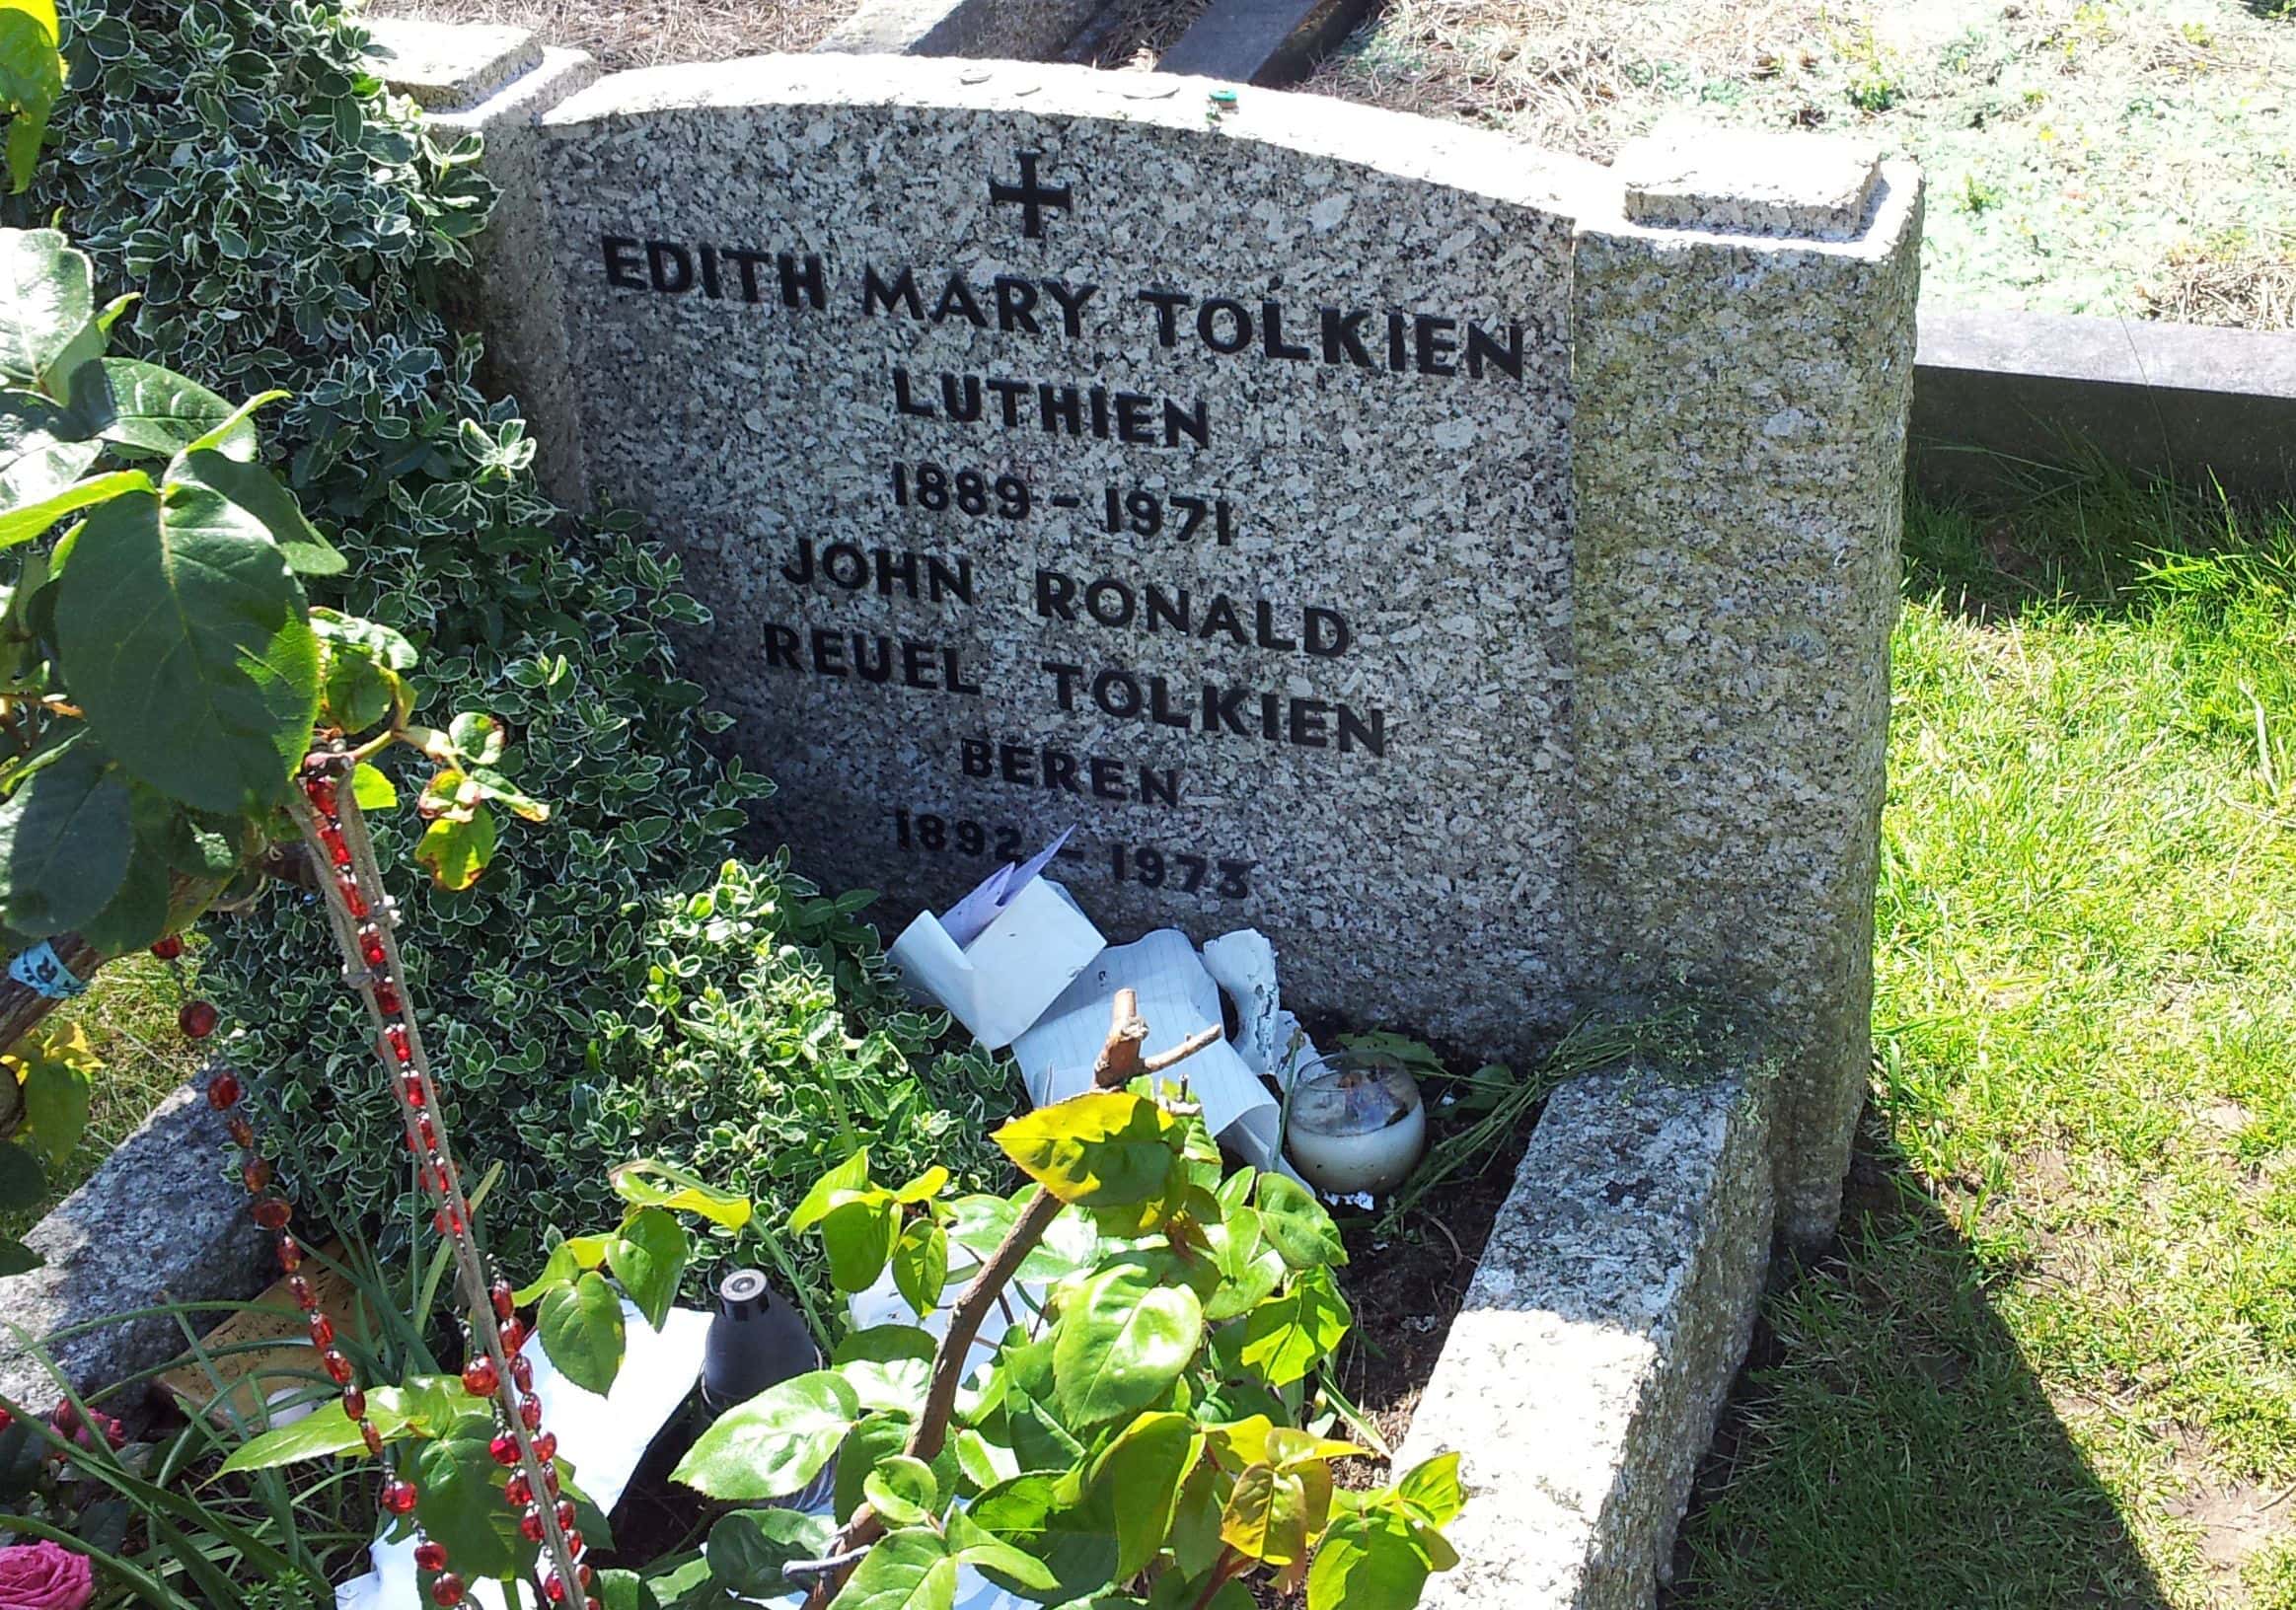 EDITH MARY TOLKIEN
LUTHIEN
1889 - 1971
JOHN RONALD
REUEL TOLKIEN
BEREN
1892 - 1973